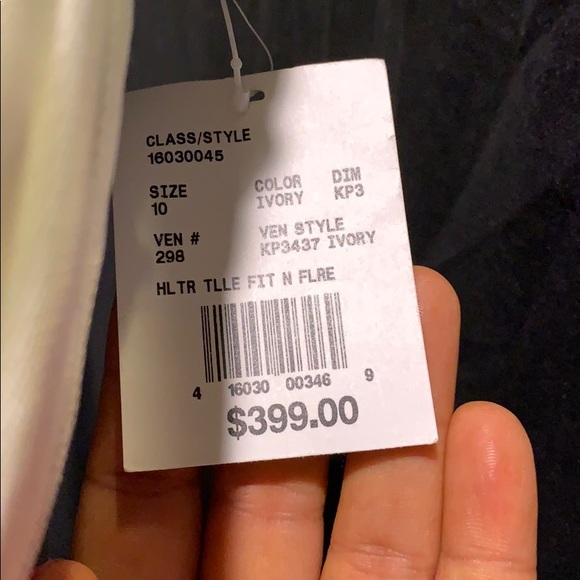 CLASS/STYLE
16030045
SIZE COLOR DIM
10 IVORY KP3
VEN # VEN STYLE
298 KP3437 IVORY
HLTR TLLE FIT N FLRE
4 16030 00346 9
$399.00